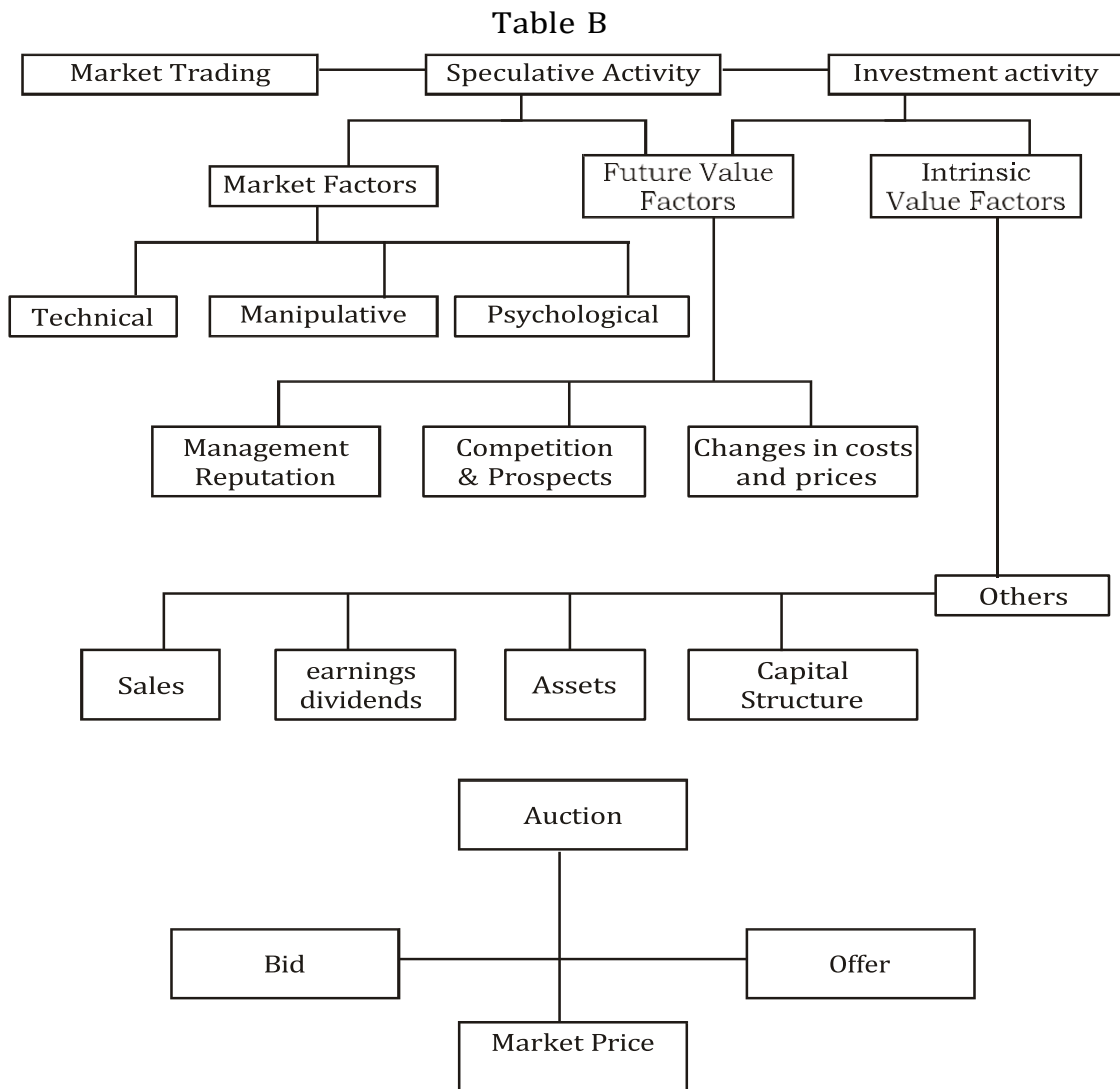 Table B
Market Trading
Speculative Activity
Investment activity
Market Factors
Future Value
Factors
Intrinsic
Value Factors
Technical
Manipulative
Psychological
Management
Reputation
Competition
& Prospects
Changes in costs
and prices
Others
Sales
earnings
dividends
Assets
Capital
Structure
Auction
Bid
Offer
Market Price